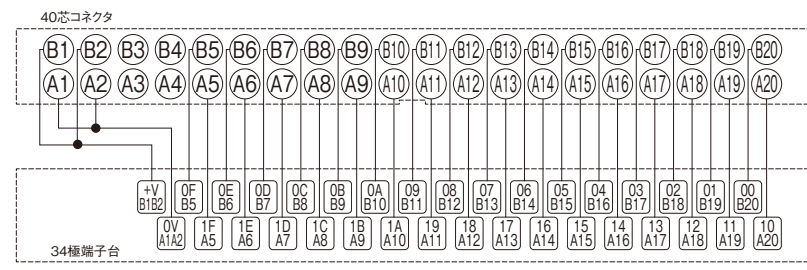 40芯コネクタ
B1 B2 B3 B4 B5 B6 B7 B8 B9 B10 B11 B12 B13 B14 B15 B16 B17 B18 B19 B20
A1 A2 A3 A4 A5 A6 A7 A8 A9 A10 A11 A12 A13 A14 A15 A16 A17 A18 A19 A20
+V 0F 0E 0D 0C 0B 0A 09 08 07 06 05 04 03 02 01 00
B1B2 B5 B6 B7 B8 B9 B10 B11 B12 B13 B14 B15 B16 B17 B18 B19 B20
0V 1F 1E 1D 1C 1B 1A 19 18 17 16 15 14 13 12 11 10
A1A2 A5 A6 A7 A8 A9 A10 A11 A12 A13 A14 A15 A16 A17 A18 A19 A20
34極端子台